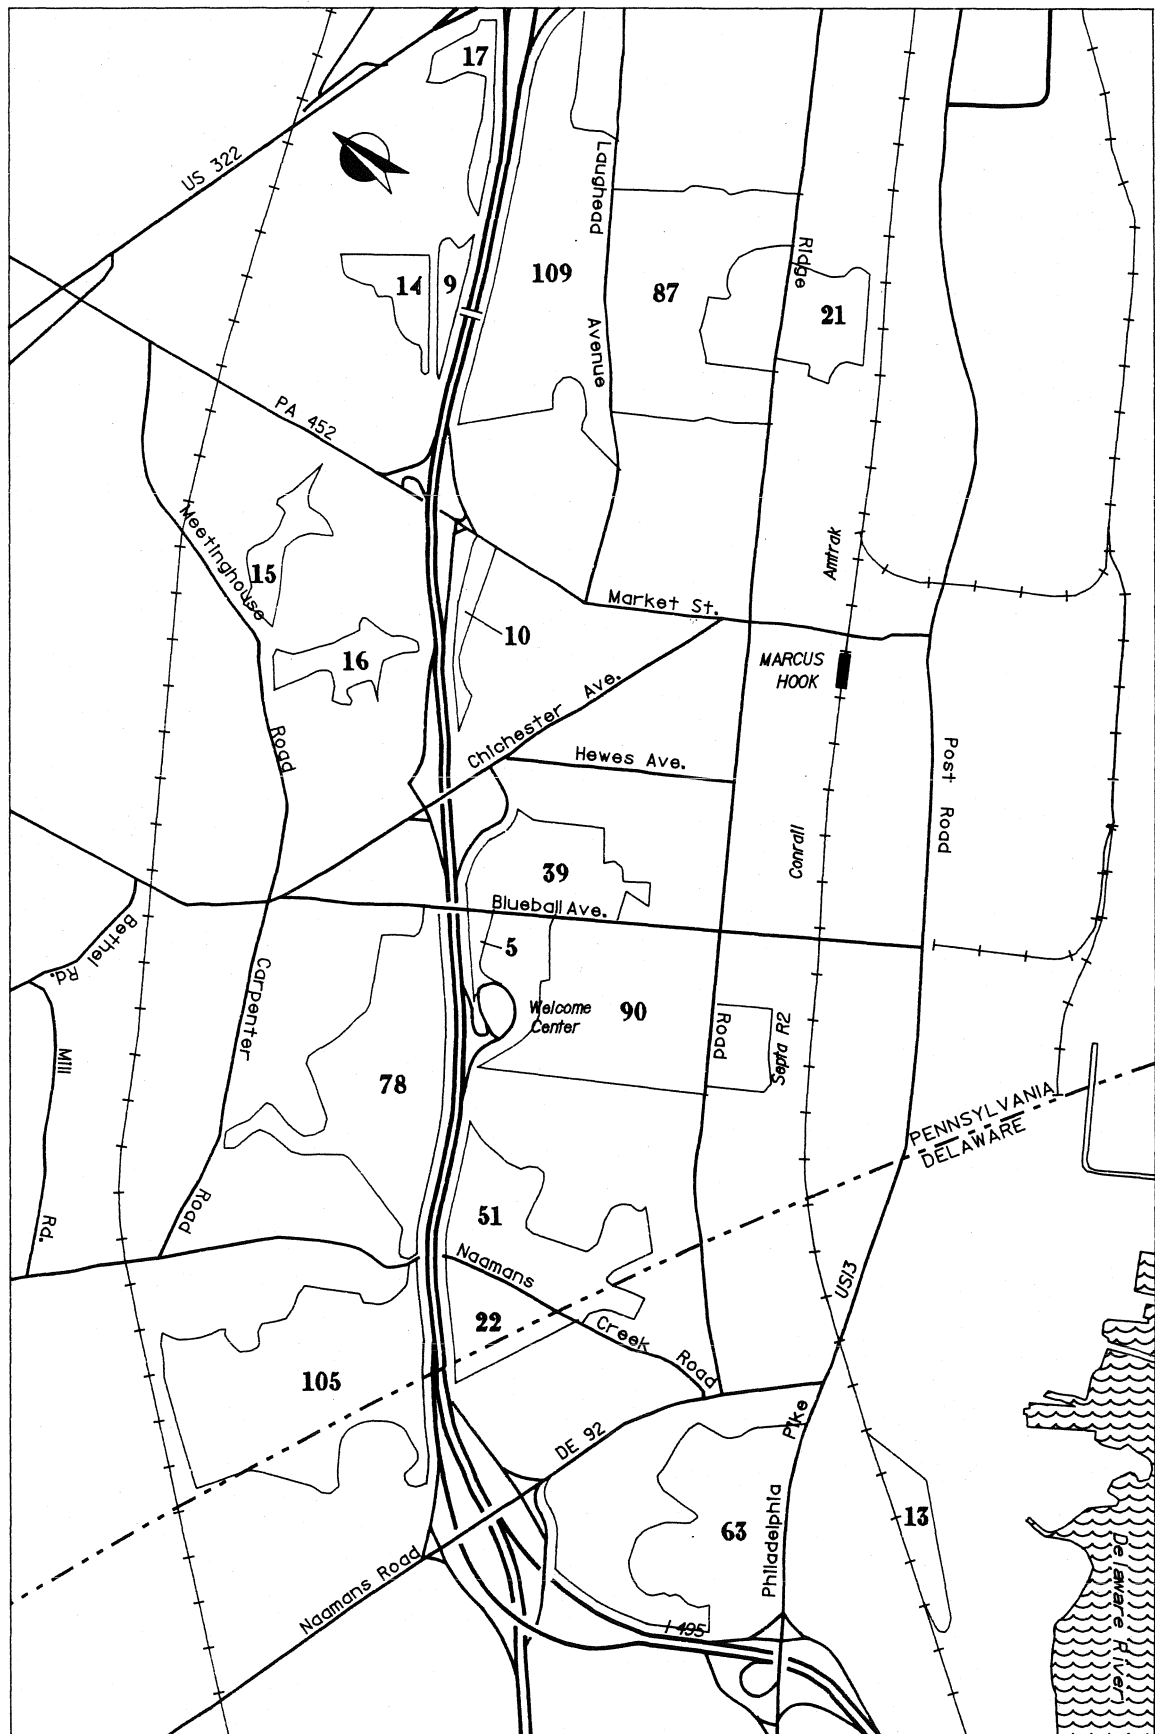 17
US 322
Laughead
Avenue
14
9
109
87
Ridge
21
PA 452
Meetinghouse
Road
15
Amtrak
Market St.
10
16
MARCUS
HOOK
Chichester Ave.
Hewes Ave.
Post Road
Conrail
39
Blueball Ave.
5
Bethel
Rd.
Carpenter
Road
Welcome
Center
90
Road
Septa R2
Mill
Rd.
78
PENNSYLVANIA
DELAWARE
51
Naamans
Creek
Road
US13
22
105
Pike
DE 92
Philadelphia
63
13
Delaware River
Naamans Road
I-495